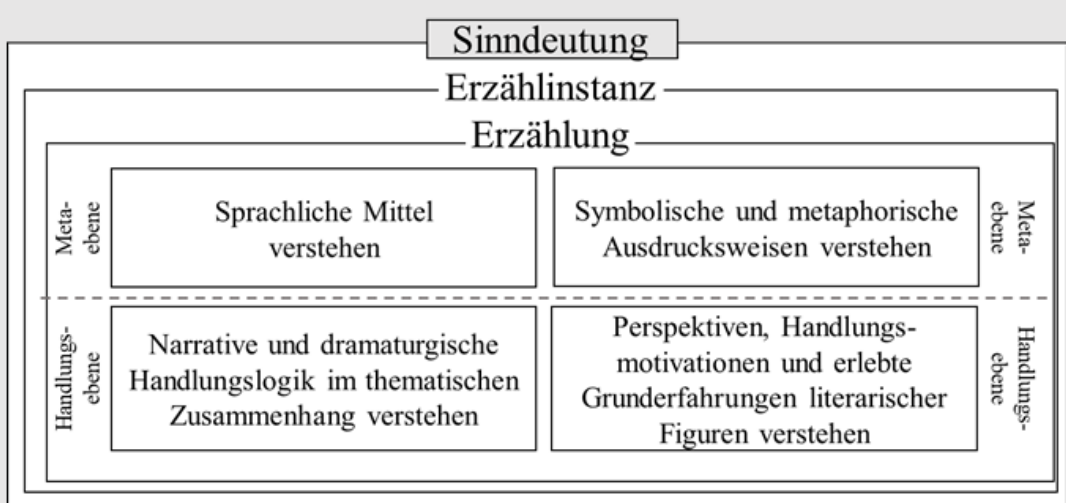 Sinndeutung
Erzählinstanz
Erzählung
Meta-
ebene
Sprachliche Mittel
verstehen
Symbolische und metaphorische
Ausdrucksweisen verstehen
Meta-
ebene
Handlungs-
ebene
Narrative und dramaturgische
Handlungslogik im thematischen
Zusammenhang verstehen
Perspektiven, Handlungs-
motivationen und erlebte
Grunderfahrungen literarischer
Figuren verstehen
Handlungs-
ebene